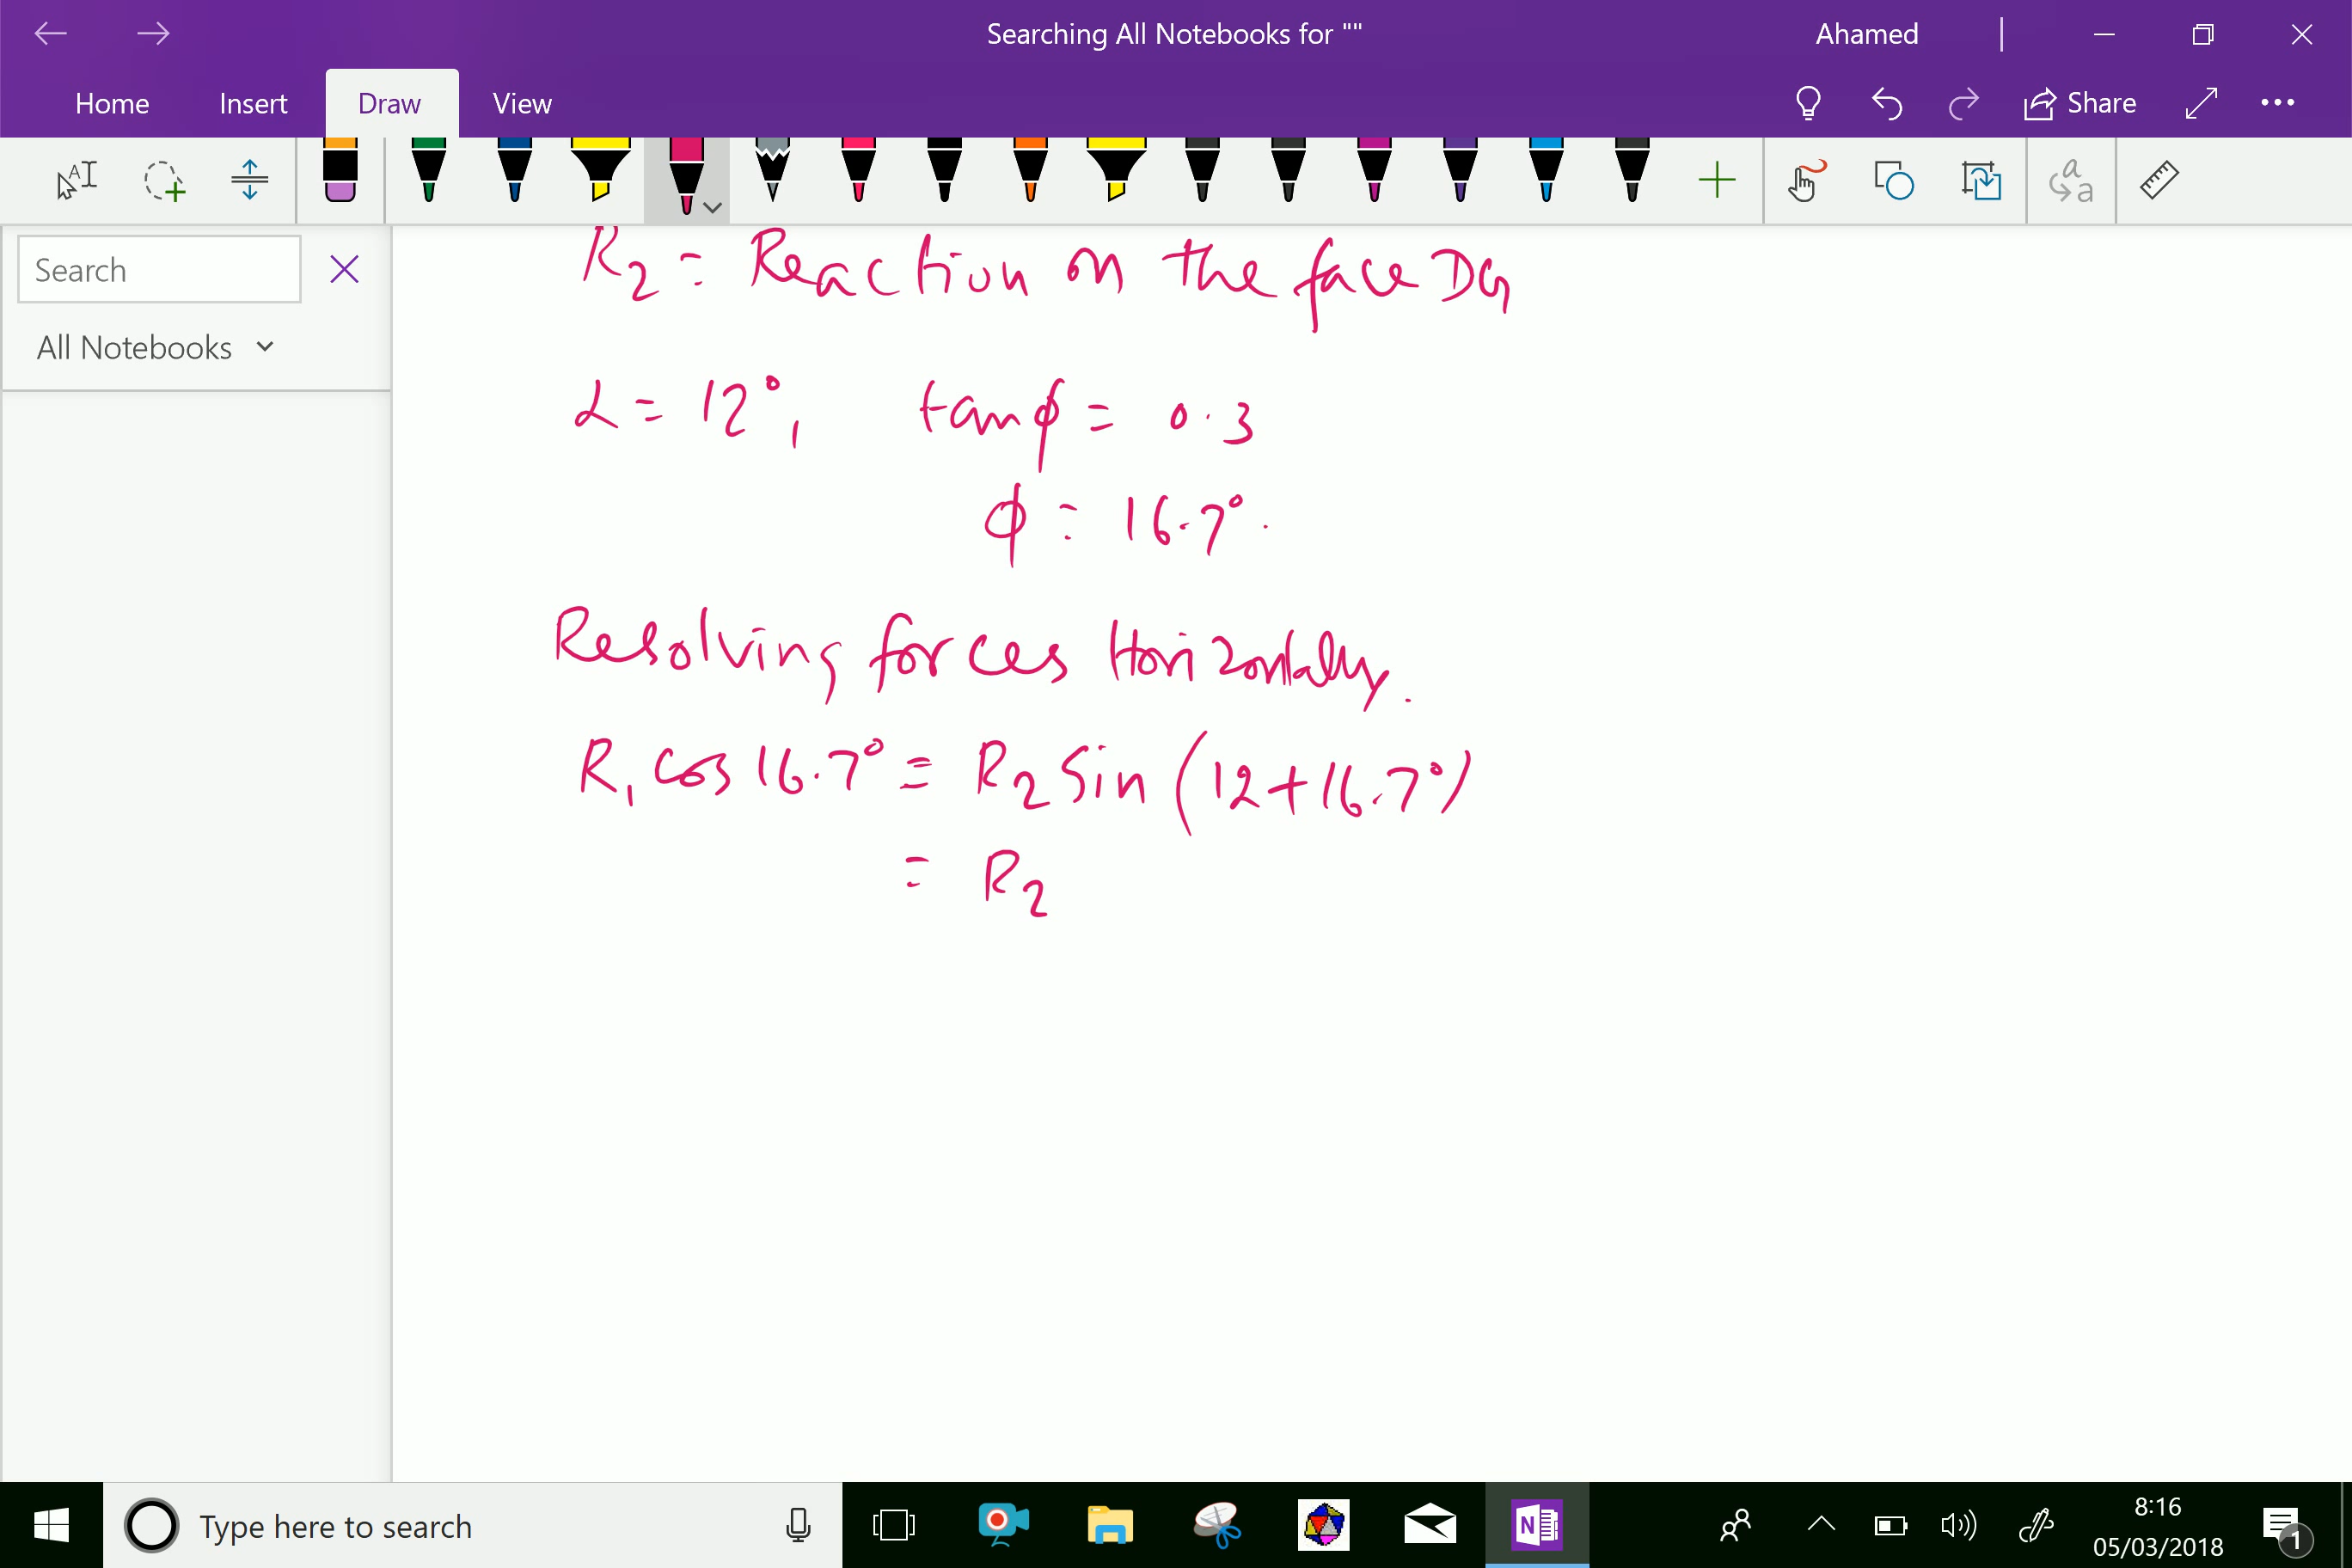 Searching All Notebooks for ""
Ahamed
Home Insert Draw View
Share
Search
All Notebooks
R₂ = Reaction on the face DG
α = 12°, tanϕ = 0.3
ϕ = 16.7°.
Resolving forces Horizontally.
R₁ cos 16.7° = R₂ Sin (12+16.7°)
= R₂
Type here to search
N
8:16
05/03/2018
1